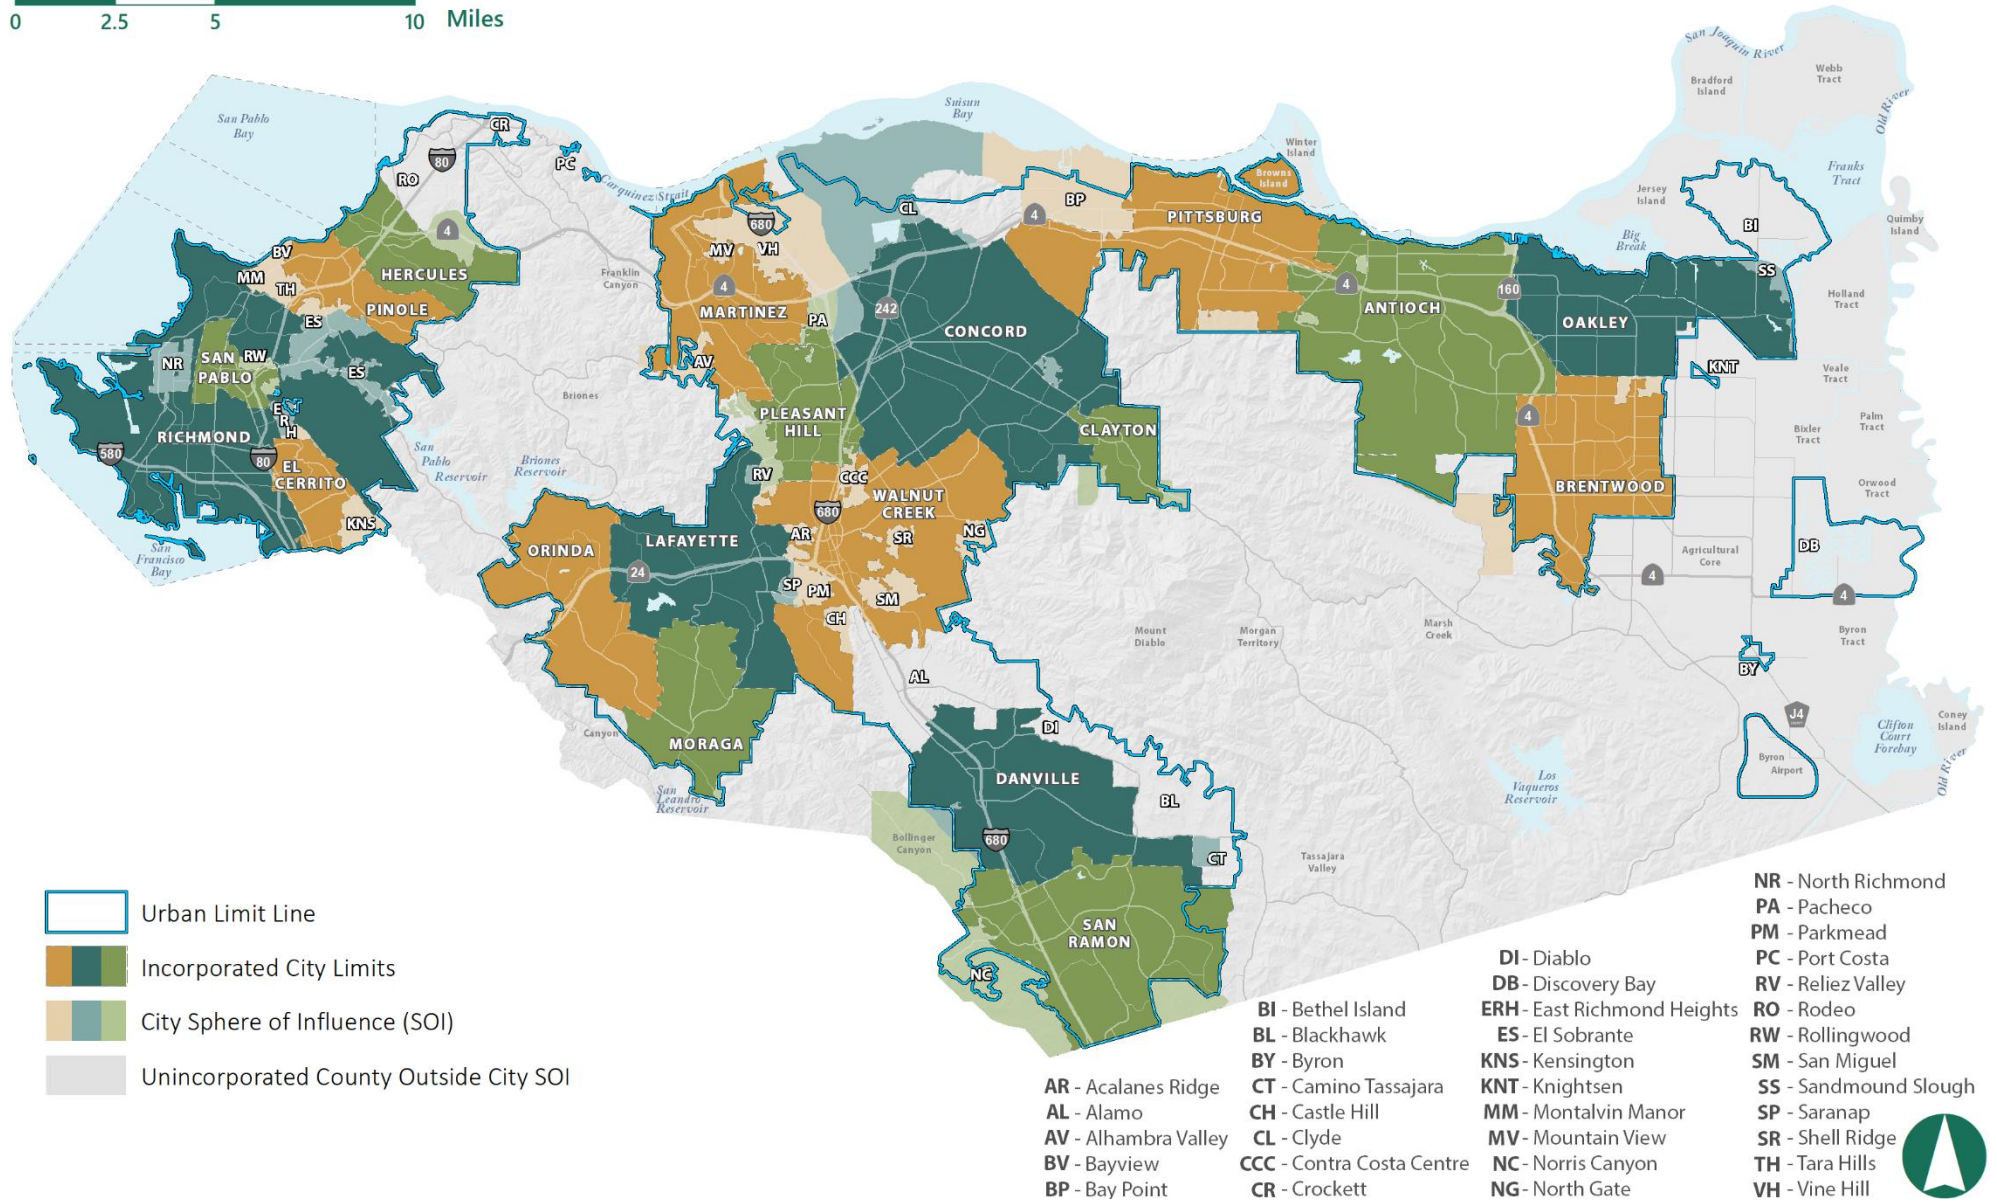 0 2.5 5 10 Miles
San Joaquin River
Webb
Tract
Bradford
Island
Old River
San Pablo
Bay
Suisun
Bay
CR
80
PC
RO
Carquinez Strait
Winter
Island
Browns
Island
Franks
Tract
Jersey
Island
Quimby
Island
BI
4
CL
BP
4
PITTSBURG
680
MV
VH
BV
MM
TH
HERCULES
PINOLE
Franklin
Canyon
Big
Break
SS
Holland
Tract
4
MARTINEZ
PA
242
CONCORD
4
ANTIOCH
160
OAKLEY
ES
NR
SAN
PABLO
RW
ES
AV
KNT
Veale
Tract
Briones
E
R
H
PLEASANT
HILL
CLAYTON
4
Palm
Tract
Bixler
Tract
RICHMOND
580
80
EL
CERRITO
San
Pablo
Reservoir
Briones
Reservoir
RV
CCC
WALNUT
CREEK
BRENTWOOD
Orwood
Tract
KNS
680
AR
SR
NG
San
Francisco
Bay
ORINDA
LAFAYETTE
24
SP
PM
SM
CH
Agricultural
Core
DB
4
4
Mount
Diablo
Morgan
Territory
Marsh
Creek
Byron
Tract
BY
AL
J4
Canyon
MORAGA
DI
Clifton
Court
Forebay
Coney
Island
Old River
Byron
Airport
DANVILLE
Los
Vaqueros
Reservoir
San
Leandro
Reservoir
BL
Bollinger
Canyon
680
CT
Tassajara
Valley
SAN
RAMON
NC
Urban Limit Line
Incorporated City Limits
City Sphere of Influence (SOI)
Unincorporated County Outside City SOI
AR - Acalanes Ridge
AL - Alamo
AV - Alhambra Valley
BV - Bayview
BP - Bay Point
BI - Bethel Island
BL - Blackhawk
BY - Byron
CT - Camino Tassajara
CH - Castle Hill
CL - Clyde
CCC - Contra Costa Centre
CR - Crockett
DI - Diablo
DB - Discovery Bay
ERH - East Richmond Heights
ES - El Sobrante
KNS - Kensington
KNT - Knightsen
MM - Montalvin Manor
MV - Mountain View
NC - Norris Canyon
NG - North Gate
NR - North Richmond
PA - Pacheco
PM - Parkmead
PC - Port Costa
RV - Reliez Valley
RO - Rodeo
RW - Rollingwood
SM - San Miguel
SS - Sandmound Slough
SP - Saranap
SR - Shell Ridge
TH - Tara Hills
VH - Vine Hill